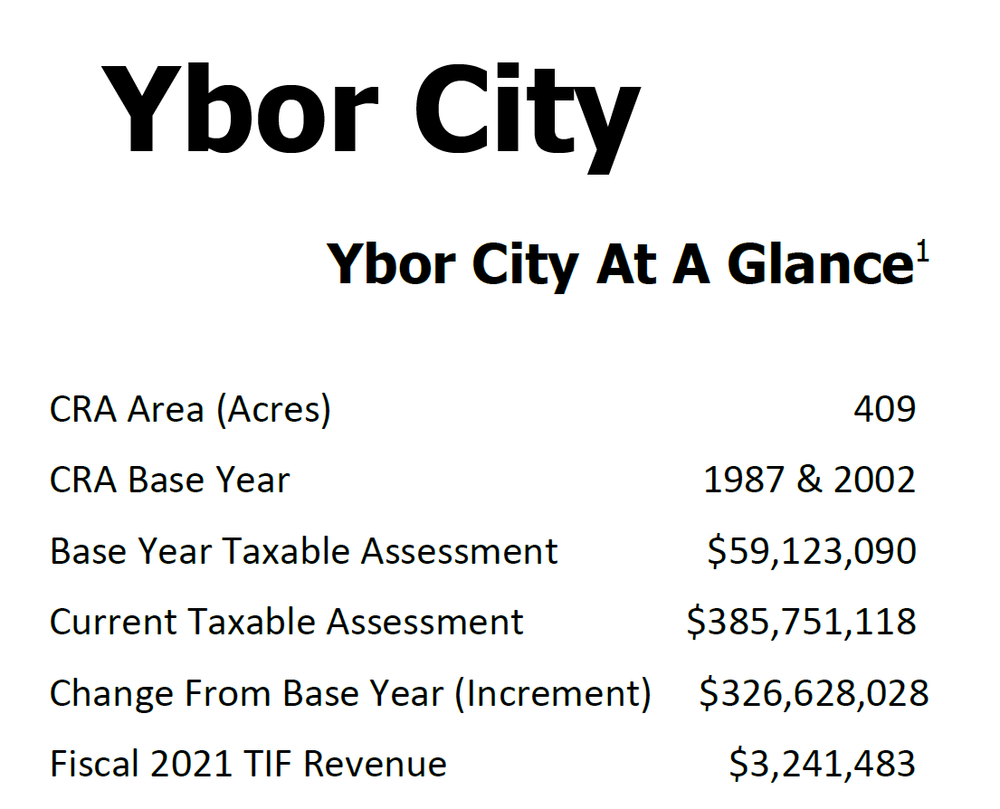 Ybor City
Ybor City At A Glance1
CRA Area (Acres) 409
CRA Base Year 1987 & 2002
Base Year Taxable Assessment $59,123,090
Current Taxable Assessment $385,751,118
Change From Base Year (Increment) $326,628,028
Fiscal 2021 TIF Revenue $3,241,483